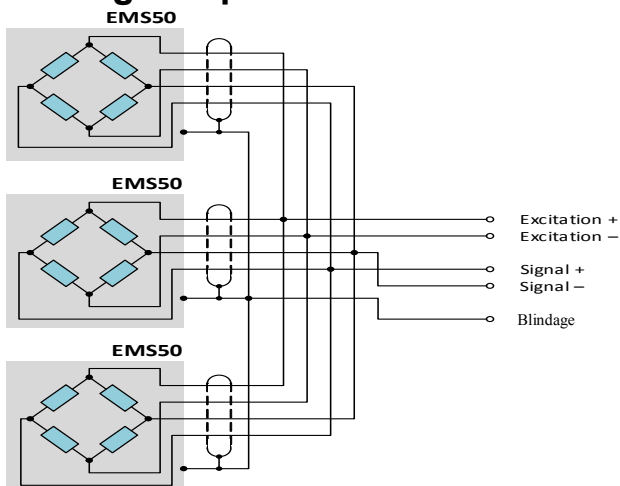 EMS50
EMS50
Excitation +
Excitation –
Signal +
Signal –
Blindage
EMS50